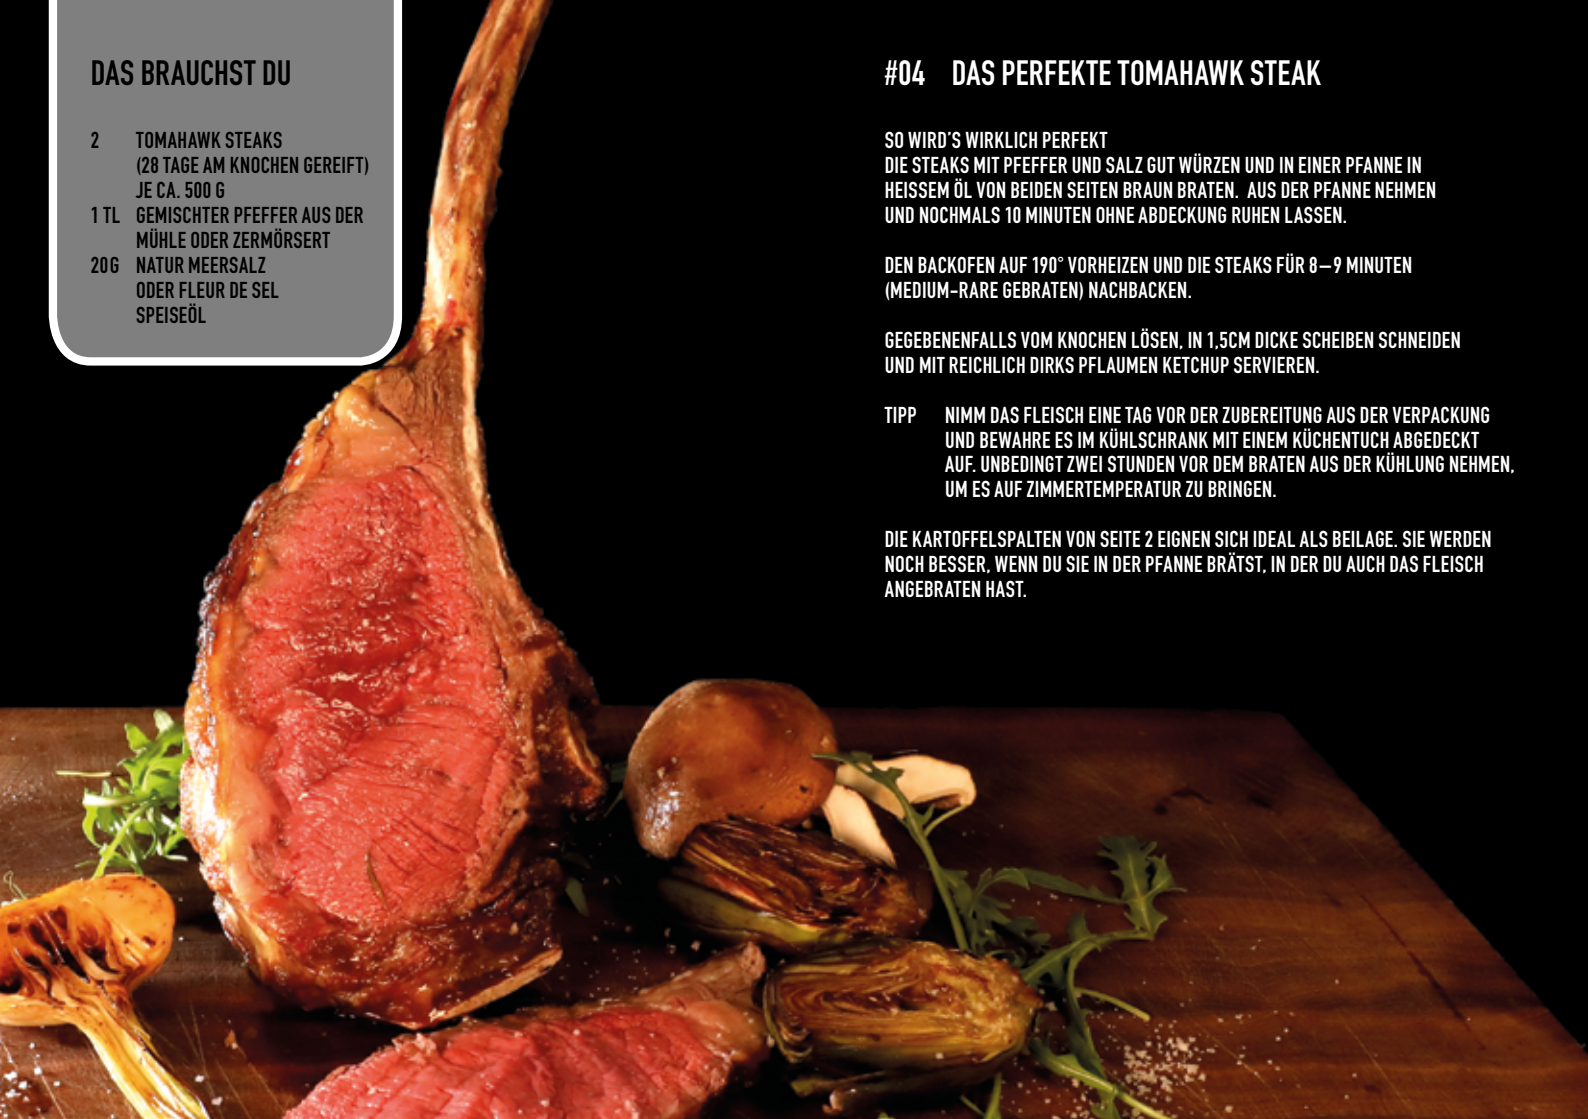 DAS BRAUCHST DU
2 TOMAHAWK STEAKS
(28 TAGE AM KNOCHEN GEREIFT)
JE CA. 500 G
1 TL GEMISCHTER PFEFFER AUS DER
MÜHLE ODER ZERMÖRSERT
20G NATUR MEERSALZ
ODER FLEUR DE SEL
SPEISEÖL
#04 DAS PERFEKTE TOMAHAWK STEAK
SO WIRD'S WIRKLICH PERFEKT
DIE STEAKS MIT PFEFFER UND SALZ GUT WÜRZEN UND IN EINER PFANNE IN
HEISSEM ÖL VON BEIDEN SEITEN BRAUN BRATEN. AUS DER PFANNE NEHMEN
UND NOCHMALS 10 MINUTEN OHNE ABDECKUNG RUHEN LASSEN.
DEN BACKOFEN AUF 190° VORHEIZEN UND DIE STEAKS FÜR 8–9 MINUTEN
(MEDIUM-RARE GEBRATEN) NACHBACKEN.
GEGEBENENFALLS VOM KNOCHEN LÖSEN, IN 1,5CM DICKE SCHEIBEN SCHNEIDEN
UND MIT REICHLICH DIRKS PFLAUMEN KETCHUP SERVIEREN.
TIPP NIMM DAS FLEISCH EINE TAG VOR DER ZUBEREITUNG AUS DER VERPACKUNG
UND BEWAHRE ES IM KÜHLSCHRANK MIT EINEM KÜCHENTUCH ABGEDECKT
AUF. UNBEDINGT ZWEI STUNDEN VOR DEM BRATEN AUS DER KÜHLUNG NEHMEN,
UM ES AUF ZIMMERTEMPERATUR ZU BRINGEN.
DIE KARTOFFELSPALTEN VON SEITE 2 EIGNEN SICH IDEAL ALS BEILAGE. SIE WERDEN
NOCH BESSER, WENN DU SIE IN DER PFANNE BRÄTST, IN DER DU AUCH DAS FLEISCH
ANGEBRATEN HAST.